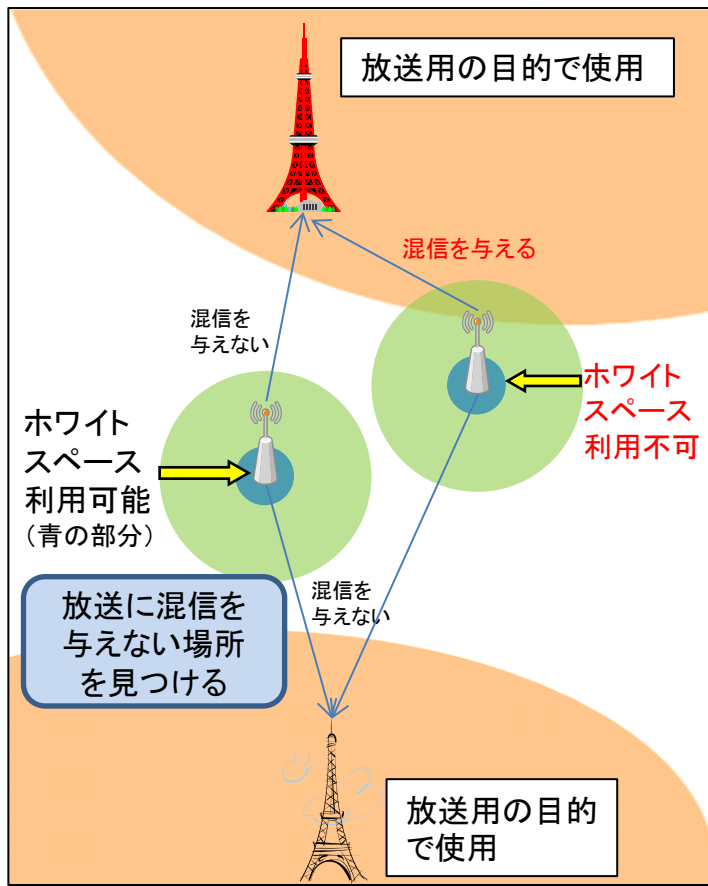 放送用の目的で使用
混信を与える
混信を
与えない
ホワイト
スペース
利用不可
ホワイト
スペース
利用可能
（青の部分）
混信を
与えない
放送に混信を
与えない場所
を見つける
放送用の目的
で使用